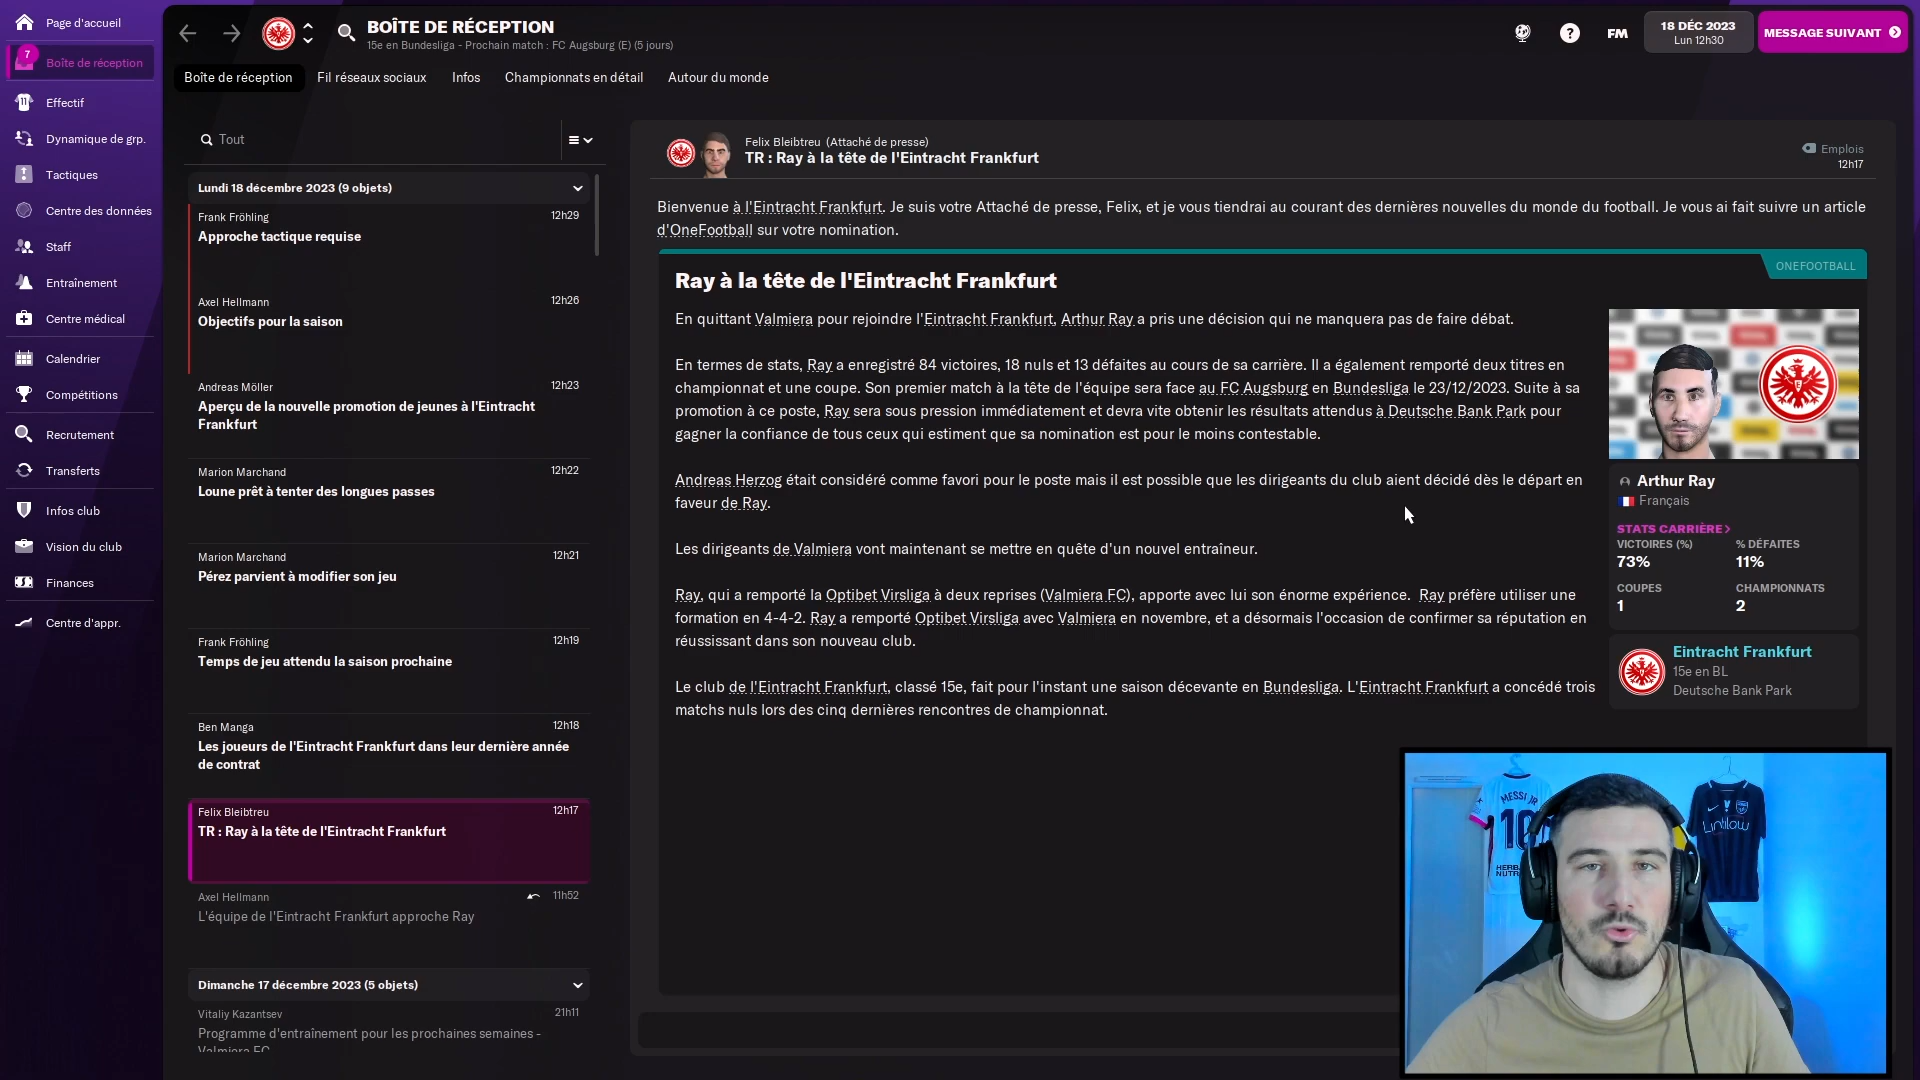 Page d'accueil
7
Boîte de réception
Effectif
Dynamique de grp.
Tactiques
Centre des données
Staff
Entraînement
Centre médical
Calendrier
Compétitions
Recrutement
Transferts
Infos club
Vision du club
Finances
Centre d'appr.
BOÎTE DE RÉCEPTION
15e en Bundesliga - Prochain match : FC Augsburg (E) (5 jours)
FM
18 DÉC 2023
Lun 12h30
MESSAGE SUIVANT
Boîte de réception
Fil réseaux sociaux
Infos
Championnats en détail
Autour du monde
Tout
Lundi 18 décembre 2023 (9 objets)
Frank Fröhling 12h29
Approche tactique requise
Axel Hellmann 12h26
Objectifs pour la saison
Andreas Möller 12h23
Aperçu de la nouvelle promotion de jeunes à l'Eintracht
Frankfurt
Marion Marchand 12h22
Loune prêt à tenter des longues passes
Marion Marchand 12h21
Pérez parvient à modifier son jeu
Frank Fröhling 12h19
Temps de jeu attendu la saison prochaine
Ben Manga 12h18
Les joueurs de l'Eintracht Frankfurt dans leur dernière année
de contrat
Felix Bleibtreu 12h17
TR : Ray à la tête de l'Eintracht Frankfurt
Axel Hellmann 11h52
L'équipe de l'Eintracht Frankfurt approche Ray
Dimanche 17 décembre 2023 (5 objets)
Vitaliy Kazantsev 21h11
Programme d'entraînement pour les prochaines semaines -
Valmiera FC
Felix Bleibtreu (Attaché de presse)
TR : Ray à la tête de l'Eintracht Frankfurt
Emplois
12h17
Bienvenue à l'Eintracht Frankfurt. Je suis votre Attaché de presse, Felix, et je vous tiendrai au courant des dernières nouvelles du monde du football. Je vous ai fait suivre un article
d'OneFootball sur votre nomination.
ONEFOOTBALL
Ray à la tête de l'Eintracht Frankfurt
En quittant Valmiera pour rejoindre l'Eintracht Frankfurt, Arthur Ray a pris une décision qui ne manquera pas de faire débat.
En termes de stats, Ray a enregistré 84 victoires, 18 nuls et 13 défaites au cours de sa carrière. Il a également remporté deux titres en
championnat et une coupe. Son premier match à la tête de l'équipe sera face au FC Augsburg en Bundesliga le 23/12/2023. Suite à sa
promotion à ce poste, Ray sera sous pression immédiatement et devra vite obtenir les résultats attendus à Deutsche Bank Park pour
gagner la confiance de tous ceux qui estiment que sa nomination est pour le moins contestable.
Andreas Herzog était considéré comme favori pour le poste mais il est possible que les dirigeants du club aient décidé dès le départ en
faveur de Ray.
Les dirigeants de Valmiera vont maintenant se mettre en quête d'un nouvel entraîneur.
Ray, qui a remporté la Optibet Virsliga à deux reprises (Valmiera FC), apporte avec lui son énorme expérience. Ray préfère utiliser une
formation en 4-4-2. Ray a remporté Optibet Virsliga avec Valmiera en novembre, et a désormais l'occasion de confirmer sa réputation en
réussissant dans son nouveau club.
Le club de l'Eintracht Frankfurt, classé 15e, fait pour l'instant une saison décevante en Bundesliga. L'Eintracht Frankfurt a concédé trois
matchs nuls lors des cinq dernières rencontres de championnat.
Arthur Ray
Français
STATS CARRIÈRE
VICTOIRES (%) % DÉFAITES
73% 11%
COUPES CHAMPIONNATS
1 2
Eintracht Frankfurt
15e en BL
Deutsche Bank Park
MESSI JR
10
HERBA
NUTR